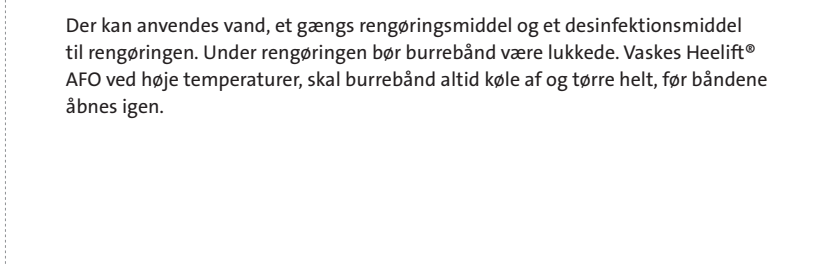 Der kan anvendes vand, et gængs rengøringsmiddel og et desinfektionsmiddel
til rengøringen. Under rengøringen bør burrebånd være lukkede. Vaskes Heelift®
AFO ved høje temperaturer, skal burrebånd altid køle af og tørre helt, før båndene
åbnes igen.